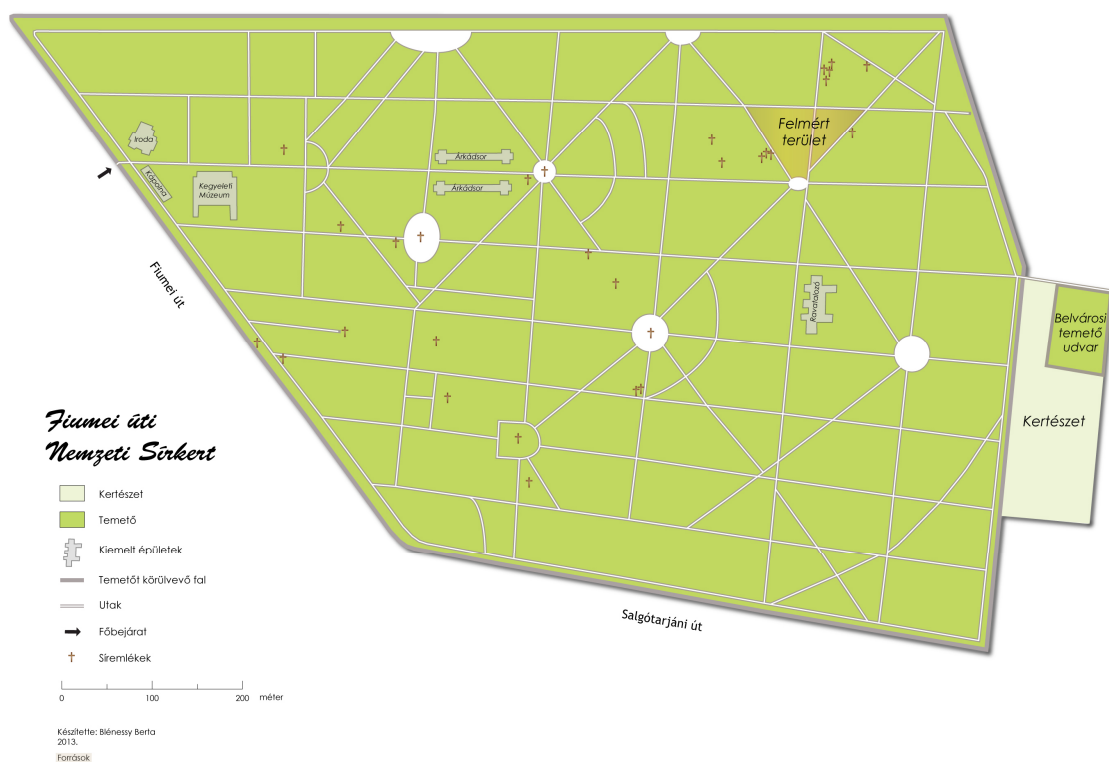 Felmért
terület
Iroda
Kápolna
Kegyeleti
Múzeum
Árkádsor
Árkádsor
Ravatalozó
Fiumei út
Belvárosi
temető
udvar
Kertészet
Salgótarjáni út
Fiumei úti
Nemzeti Sírkert
Kertészet
Temető
Kiemelt épületek
Temetőt körülvevő fal
Utak
Főbejárat
Síremlékek
0 100 200 méter
Készítette: Blénessy Berta
2013.
Források